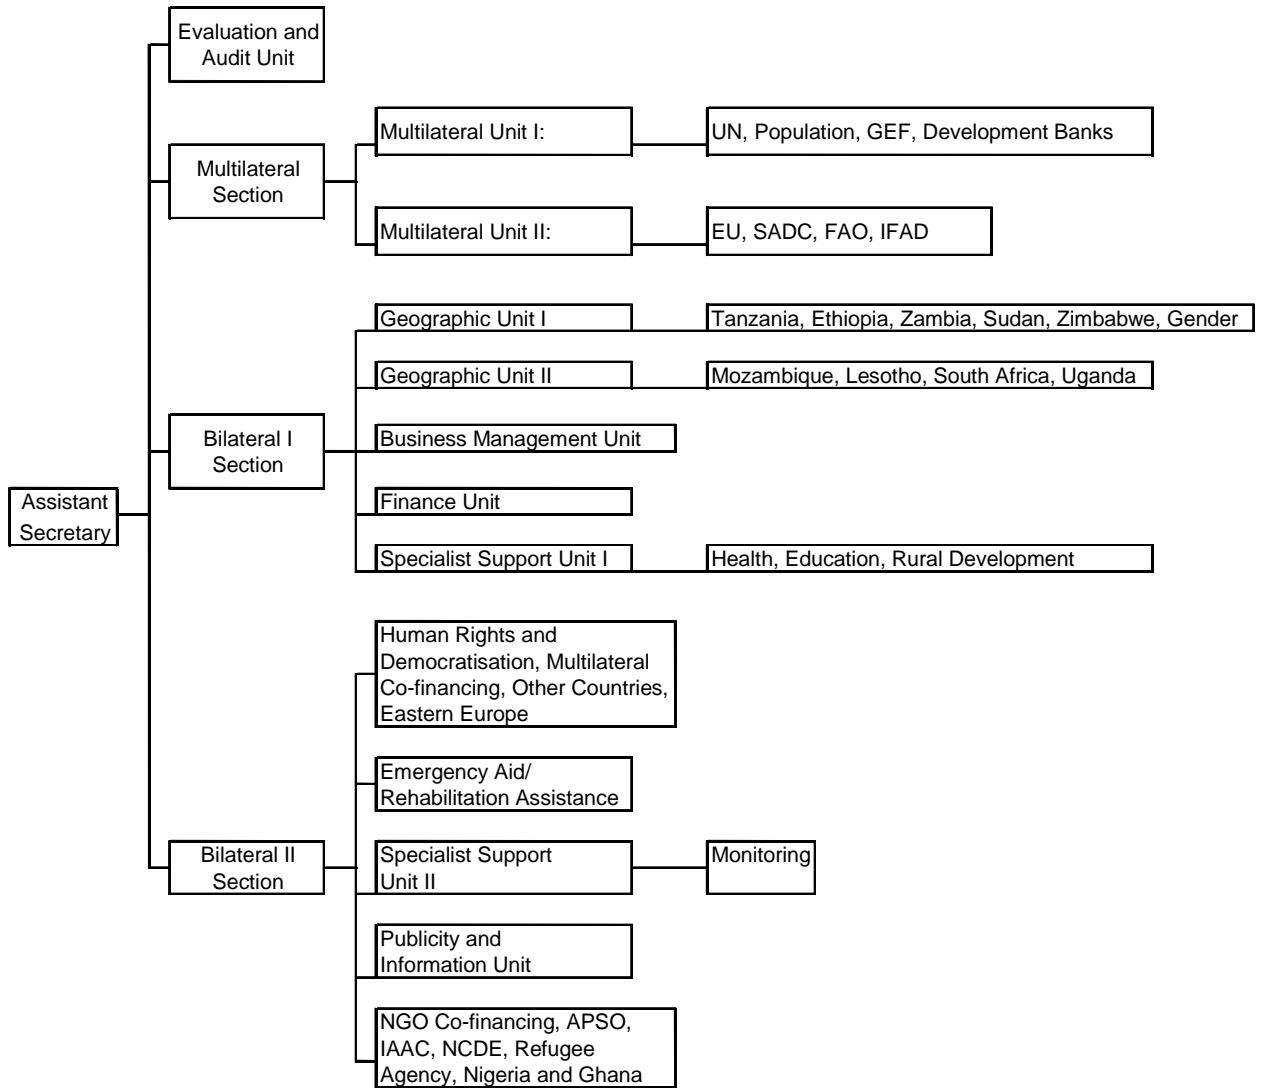 Evaluation and
Audit Unit
Multilateral
Section
Multilateral Unit I:
UN, Population, GEF, Development Banks
Multilateral Unit II:
EU, SADC, FAO, IFAD
Assistant
Secretary
Bilateral I
Section
Geographic Unit I
Tanzania, Ethiopia, Zambia, Sudan, Zimbabwe, Gender
Geographic Unit II
Mozambique, Lesotho, South Africa, Uganda
Business Management Unit
Finance Unit
Specialist Support Unit I
Health, Education, Rural Development
Bilateral II
Section
Human Rights and
Democratisation, Multilateral
Co-financing, Other Countries,
Eastern Europe
Emergency Aid/
Rehabilitation Assistance
Specialist Support
Unit II
Monitoring
Publicity and
Information Unit
NGO Co-financing, APSO,
IAAC, NCDE, Refugee
Agency, Nigeria and Ghana